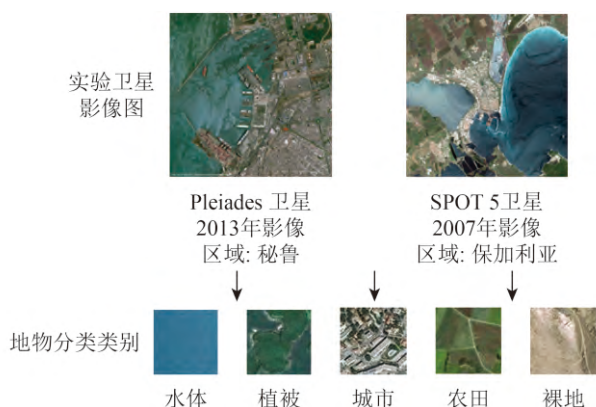 实验卫星
影像图
Pleiades 卫星
2013年影像
区域: 秘鲁
SPOT 5卫星
2007年影像
区域: 保加利亚
地物分类类别
水体
植被
城市
农田
裸地